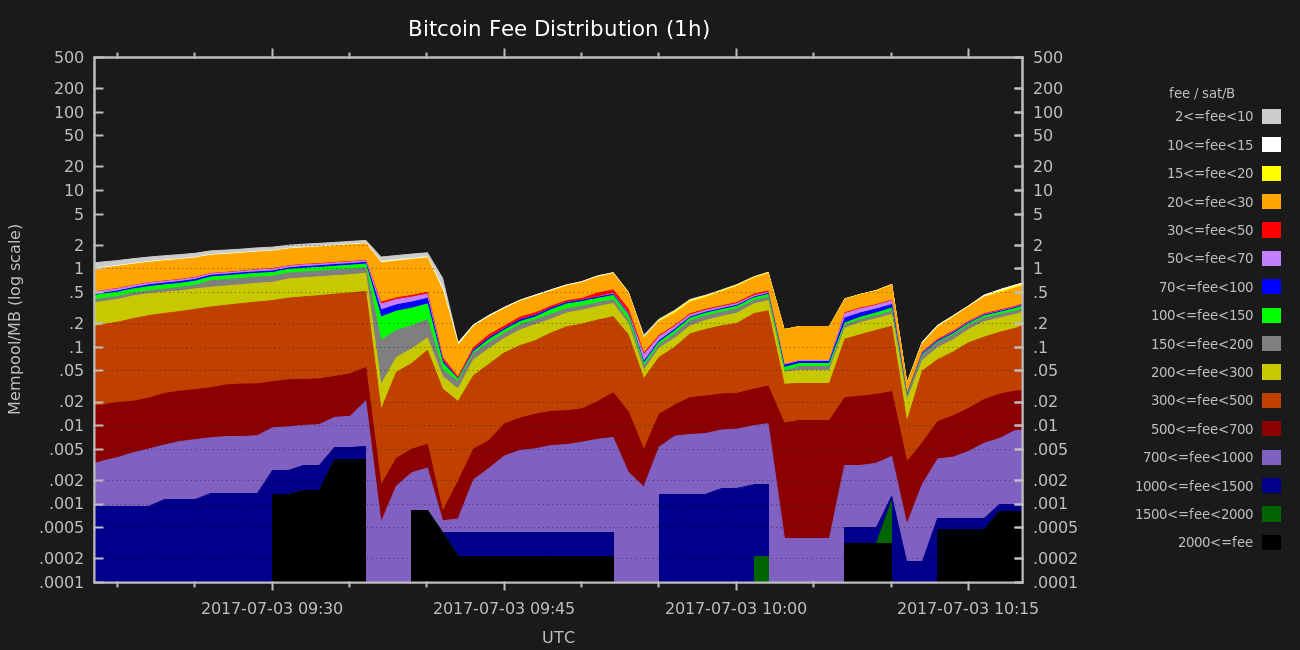 Bitcoin Fee Distribution (1h)
500 500
200 200
100 100
50 50
20 20
10 10
5 5
2 2
1 1
.5 .5
.2 .2
.1 .1
.05 .05
.02 .02
.01 .01
.005 .005
.002 .002
.001 .001
.0005 .0005
.0002 .0002
.0001 .0001
Mempool/MB (log scale)
2017-07-03 09:30 2017-07-03 09:45 2017-07-03 10:00 2017-07-03 10:15
UTC
fee / sat/B
2<=fee<10
10<=fee<15
15<=fee<20
20<=fee<30
30<=fee<50
50<=fee<70
70<=fee<100
100<=fee<150
150<=fee<200
200<=fee<300
300<=fee<500
500<=fee<700
700<=fee<1000
1000<=fee<1500
1500<=fee<2000
2000<=fee